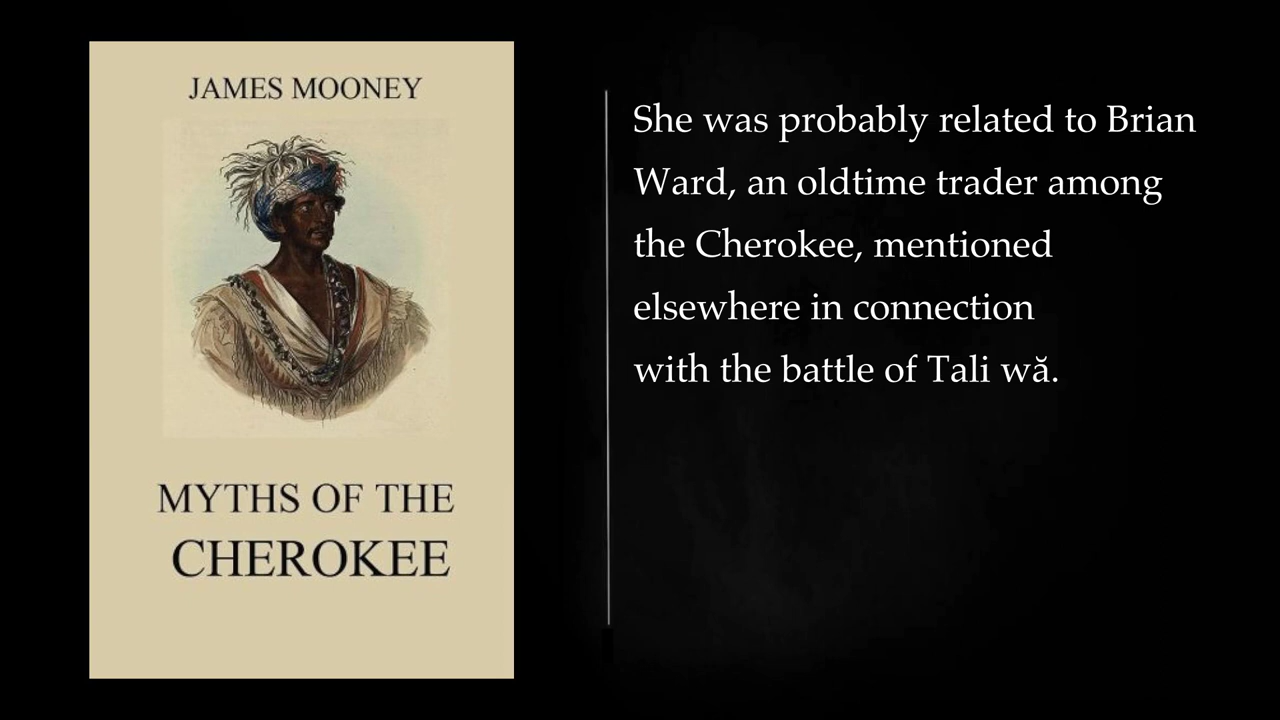 JAMES MOONEY
MYTHS OF THE
CHEROKEE
She was probably related to Brian
Ward, an oldtime trader among
the Cherokee, mentioned
elsewhere in connection
with the battle of Tali wă.